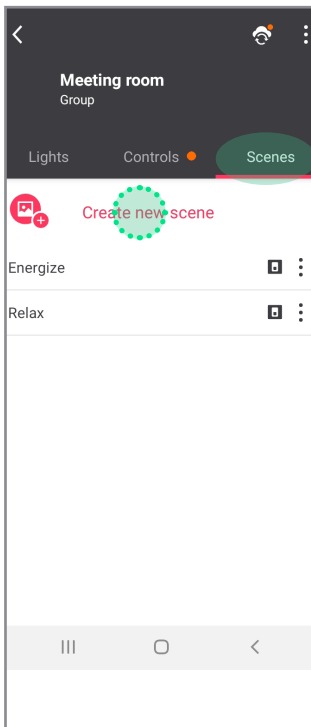 Meeting room
Group
Lights Controls Scenes
Create new scene
Energize
Relax